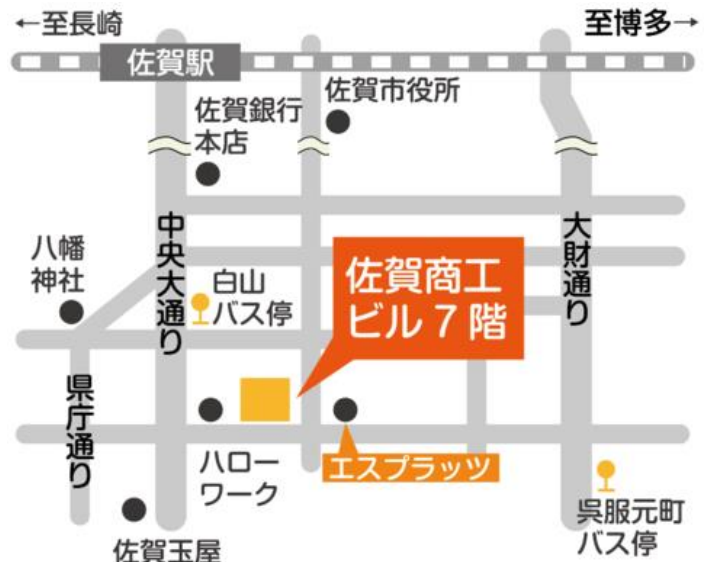 ←至長崎
至博多→
佐賀駅
佐賀市役所
佐賀銀行
本店
中央大通り
大財通り
八幡
神社
白山
バス停
佐賀商工
ビル7階
県庁通り
ハロー
ワーク
エスプラッツ
呉服元町
バス停
佐賀玉屋